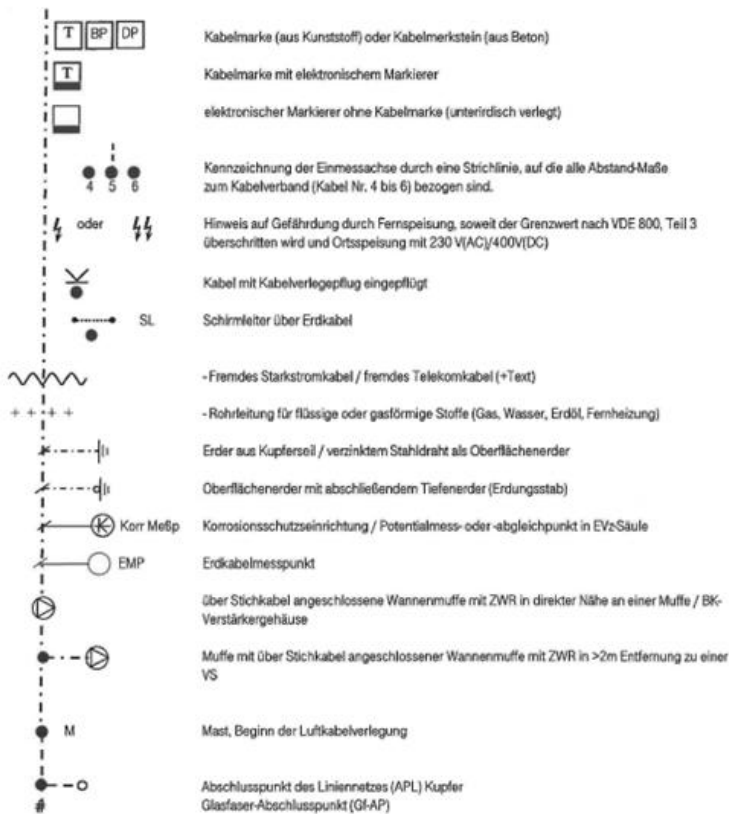 T BP DP Kabelmarke (aus Kunststoff) oder Kabelmerkstein (aus Beton)
T Kabelmarke mit elektronischem Markierer
elektronischer Markierer ohne Kabelmarke (unterirdisch verlegt)
4 5 6 Kennzeichnung der Einmessachse durch eine Strichlinie, auf die alle Abstand-Maße
zum Kabelverband (Kabel Nr. 4 bis 6) bezogen sind.
oder Hinweis auf Gefährdung durch Fernspeisung, soweit der Grenzwert nach VDE 800, Teil 3
überschritten wird und Ortsspeisung mit 230 V(AC)/400V(DC)
Kabel mit Kabelverlegepflug eingepflügt
SL Schirmleiter über Erdkabel
- Fremdes Starkstromkabel / fremdes Telekomkabel (+Text)
- Rohrleitung für flüssige oder gasförmige Stoffe (Gas, Wasser, Erdöl, Fernheizung)
Erder aus Kupferseil / verzinktem Stahldraht als Oberflächenerder
Oberflächenerder mit abschließendem Tiefenerder (Erdungsstab)
K Korr Meßp Korrosionsschutzeinrichtung / Potentialmess- oder -abgleichpunkt in EVz-Säule
EMP Erdkabelmesspunkt
über Stichkabel angeschlossene Wannenmuffe mit ZWR in direkter Nähe an einer Muffe / BK-
Verstärkergehäuse
Muffe mit über Stichkabel angeschlossener Wannenmuffe mit ZWR in >2m Entfernung zu einer
VS
M Mast, Beginn der Luftkabelverlegung
Abschlusspunkt des Liniennetzes (APL) Kupfer
# Glasfaser-Abschlusspunkt (Gf-AP)